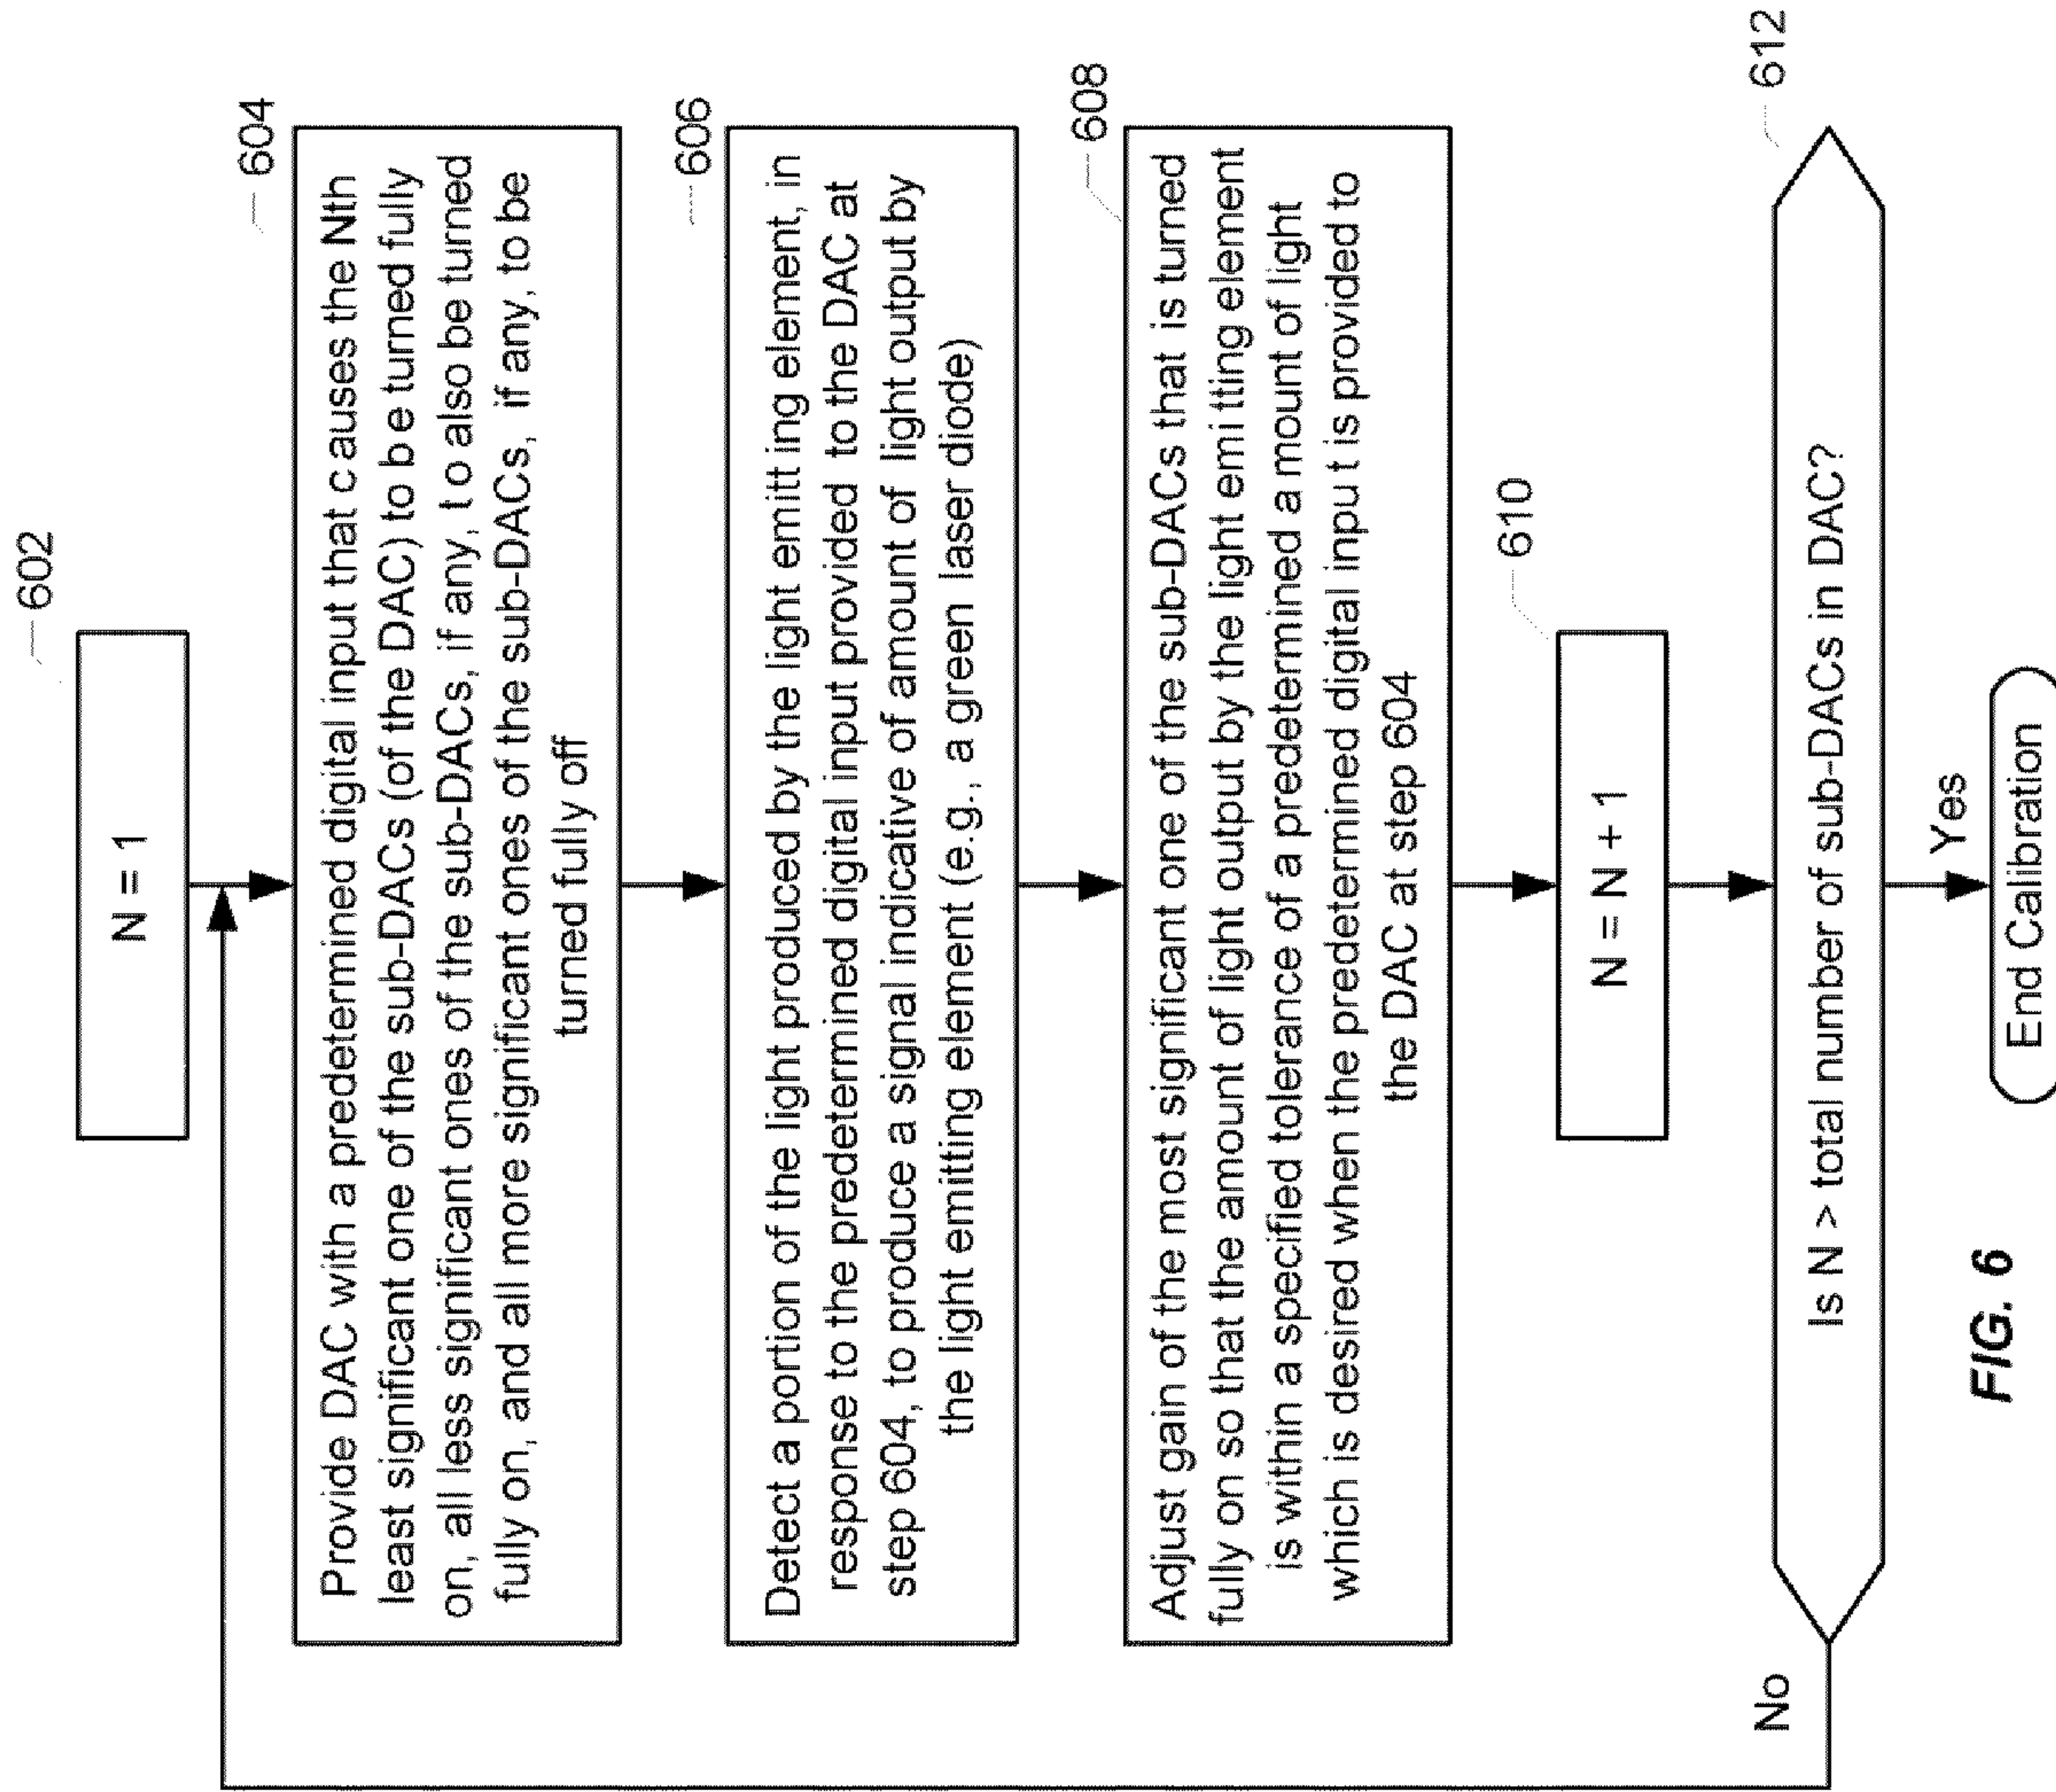 602
N = 1
604
Provide DAC with a predetermined digital input that causes the Nth
least significant one of the sub-DACs (of the DAC) to be turned fully
on, all less significant ones of the sub-DACs, if any, to also be turned
fully on, and all more significant ones of the sub-DACs, if any, to be
turned fully off
606
Detect a portion of the light produced by the light emitting element, in
response to the predetermined digital input provided to the DAC at
step 604, to produce a signal indicative of amount of light output by
the light emitting element (e.g., a green laser diode)
608
Adjust gain of the most significant one of the sub-DACs that is turned
fully on so that the amount of light output by the light emitting element
is within a specified tolerance of a predetermined amount of light
which is desired when the predetermined digital input is provided to
the DAC at step 604
610
N = N + 1
612
Is N > total number of sub-DACs in DAC?
No
Yes
End Calibration
FIG. 6